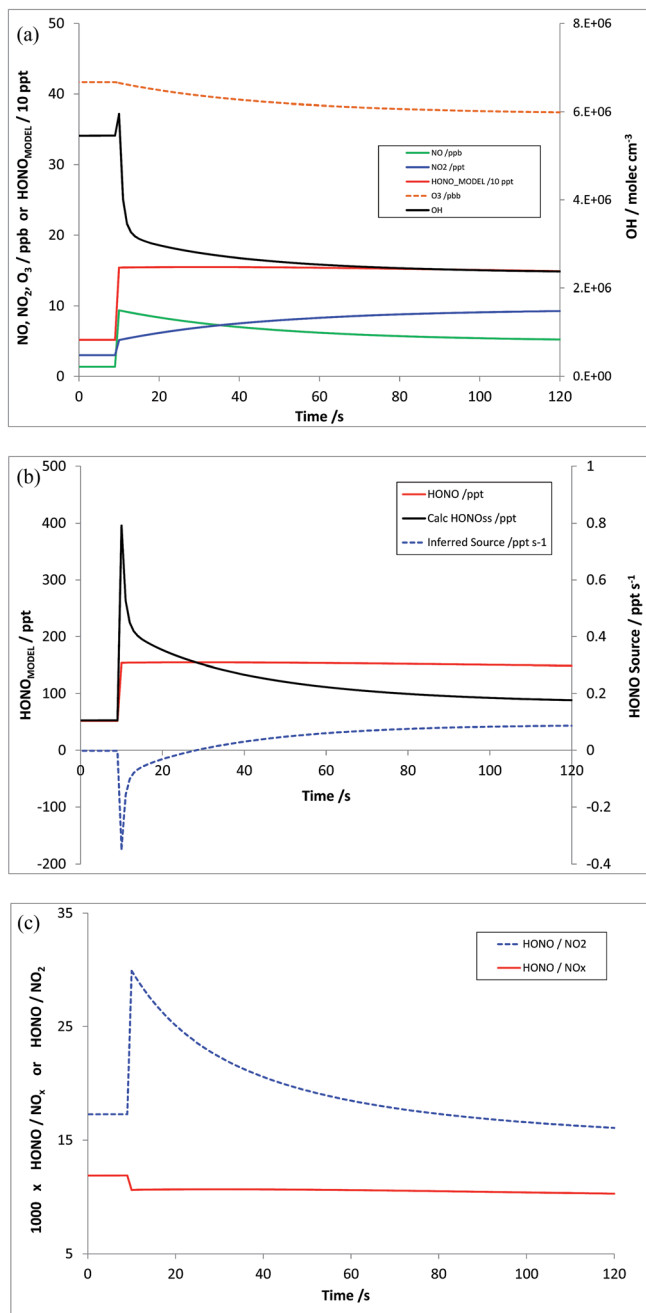 (a)
50
45
40
35
30
25
20
15
10
5
0
NO, NO2, O3 / ppb or HONOMODEL / 10 ppt
8.E+06
6.E+06
4.E+06
2.E+06
0.E+00
OH / molec cm-3
NO /ppb
NO2 /ppt
HONO_MODEL /10 ppt
O3 /pbb
OH
0 20 40 60 80 100 120
Time /s
(b)
500
400
300
200
100
0
-100
-200
HONOMODEL / ppt
1
0.8
0.6
0.4
0.2
0
-0.2
-0.4
HONO Source / ppt s-1
HONO /ppt
Calc HONOss /ppt
Inferred Source /ppt s-1
0 20 40 60 80 100 120
Time /s
(c)
35
25
15
5
1000 x HONO / NOx or HONO / NO2
HONO / NO2
HONO / NOx
0 20 40 60 80 100 120
Time /s